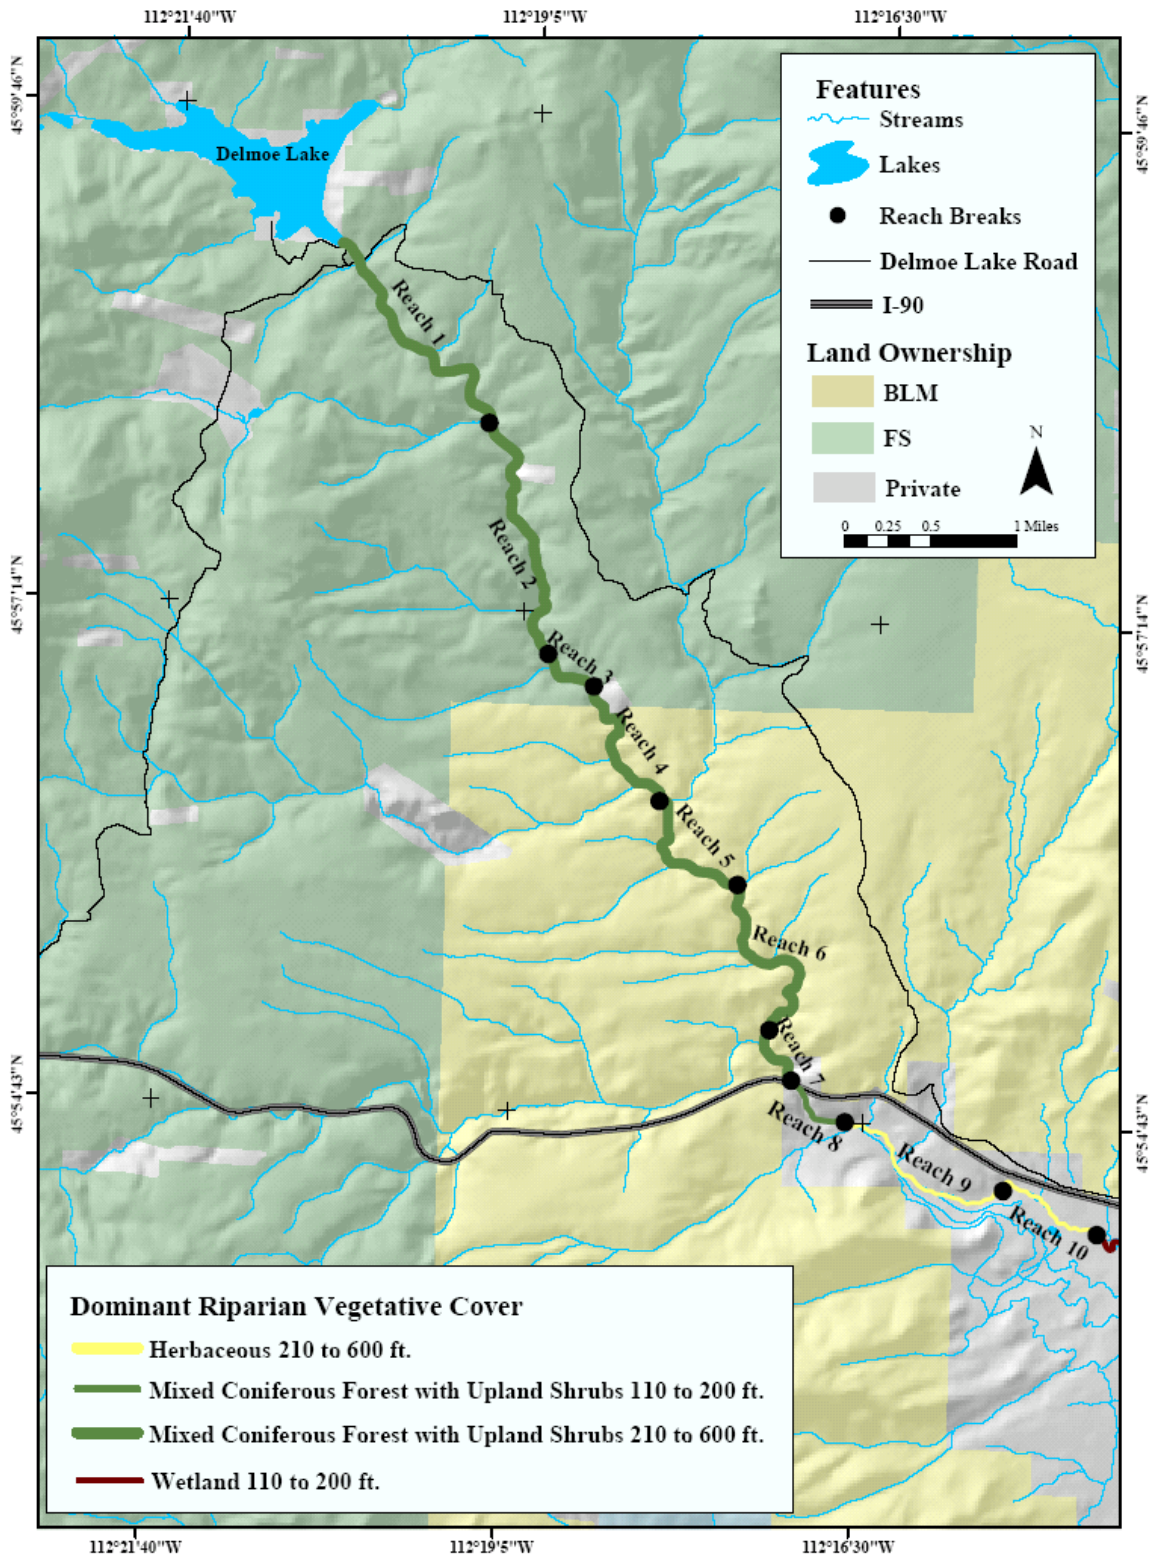 112°21'40"W
112°19'5"W
112°16'30"W
45°59'46"N
45°59'46"N
Features
Streams
Lakes
Reach Breaks
Delmoe Lake Road
I-90
Land Ownership
BLM
FS
Private
N
0 0.25 0.5 1 Miles
Delmoe Lake
Reach 1
Reach 2
45°57'14"N
45°57'14"N
Reach 3
Reach 4
Reach 5
Reach 6
Reach 7
45°54'43"N
45°54'43"N
Reach 8
Reach 9
Reach 10
Dominant Riparian Vegetative Cover
Herbaceous 210 to 600 ft.
Mixed Coniferous Forest with Upland Shrubs 110 to 200 ft.
Mixed Coniferous Forest with Upland Shrubs 210 to 600 ft.
Wetland 110 to 200 ft.
112°21'40"W
112°19'5"W
112°16'30"W